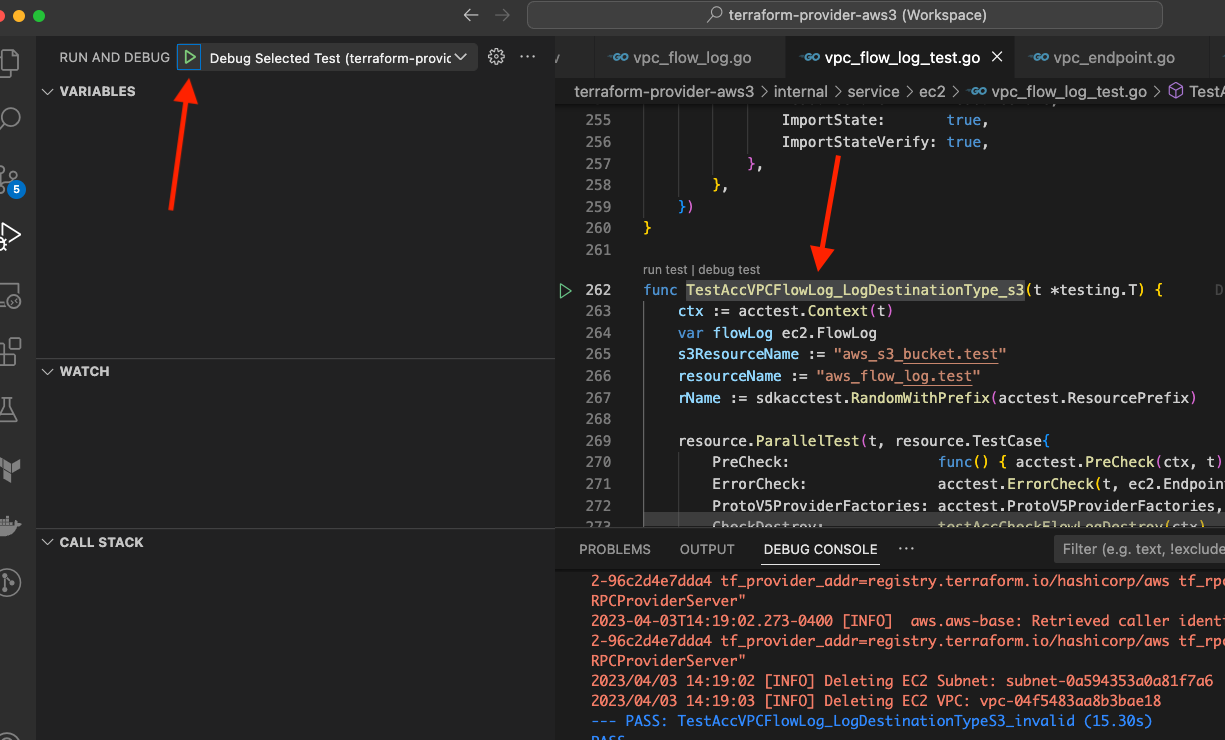 terraform-provider-aws3 (Workspace)
RUN AND DEBUG
Debug Selected Test (terraform-provic
VARIABLES
5
WATCH
CALL STACK
vpc_flow_log.go
vpc_flow_log_test.go
vpc_endpoint.go
terraform-provider-aws3 > internal > service > ec2 > vpc_flow_log_test.go > TestA
255 ImportState: true,
256 ImportStateVerify: true,
257 },
258 },
259 })
260 }
261
run test | debug test
262 func TestAccVPCFlowLog_LogDestinationType_s3(t *testing.T) {
263 ctx := acctest.Context(t)
264 var flowLog ec2.FlowLog
265 s3ResourceName := "aws_s3_bucket.test"
266 resourceName := "aws_flow_log.test"
267 rName := sdkacctest.RandomWithPrefix(acctest.ResourcePrefix)
268
269 resource.ParallelTest(t, resource.TestCase{
270 PreCheck: func() { acctest.PreCheck(ctx, t)
271 ErrorCheck: acctest.ErrorCheck(t, ec2.Endpoin
272 ProtoV5ProviderFactories: acctest.ProtoV5ProviderFactories,
273 CheckDestroy: testAccCheckFlowLogDestroy(ctx)
PROBLEMS
OUTPUT
DEBUG CONSOLE
Filter (e.g. text, !exclude
2-96c2d4e7dda4 tf_provider_addr=registry.terraform.io/hashicorp/aws tf_rpc
RPCProviderServer"
2023-04-03T14:19:02.273-0400 [INFO] aws.aws-base: Retrieved caller identi
2-96c2d4e7dda4 tf_provider_addr=registry.terraform.io/hashicorp/aws tf_rpc
RPCProviderServer"
2023/04/03 14:19:02 [INFO] Deleting EC2 Subnet: subnet-0a594353a0a81f7a6
2023/04/03 14:19:03 [INFO] Deleting EC2 VPC: vpc-04f5483aa8b3bae18
--- PASS: TestAccVPCFlowLog_LogDestinationTypeS3_invalid (15.30s)
PASS